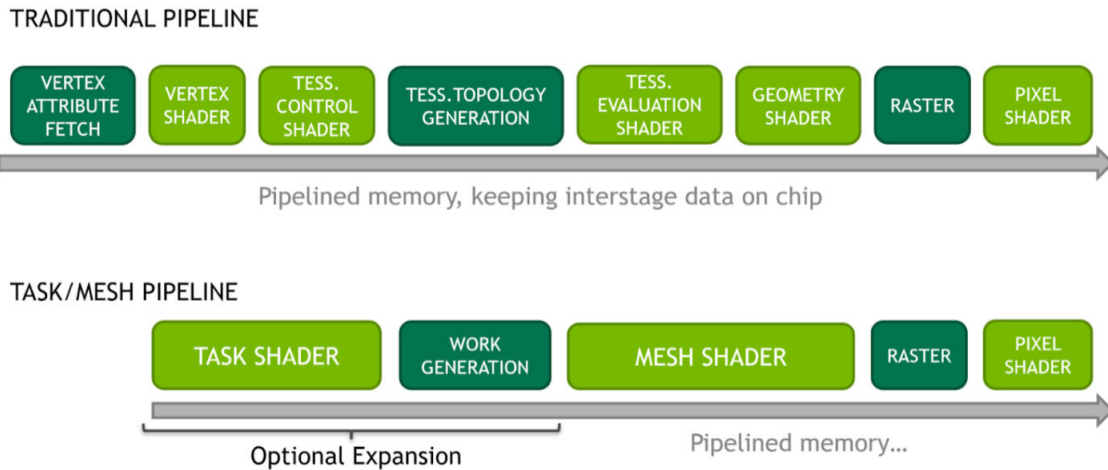 TRADITIONAL PIPELINE
VERTEX
ATTRIBUTE
FETCH
VERTEX
SHADER
TESS.
CONTROL
SHADER
TESS.TOPOLOGY
GENERATION
TESS.
EVALUATION
SHADER
GEOMETRY
SHADER
RASTER
PIXEL
SHADER
Pipelined memory, keeping interstage data on chip
TASK/MESH PIPELINE
TASK SHADER
WORK
GENERATION
MESH SHADER
RASTER
PIXEL
SHADER
Optional Expansion
Pipelined memory…